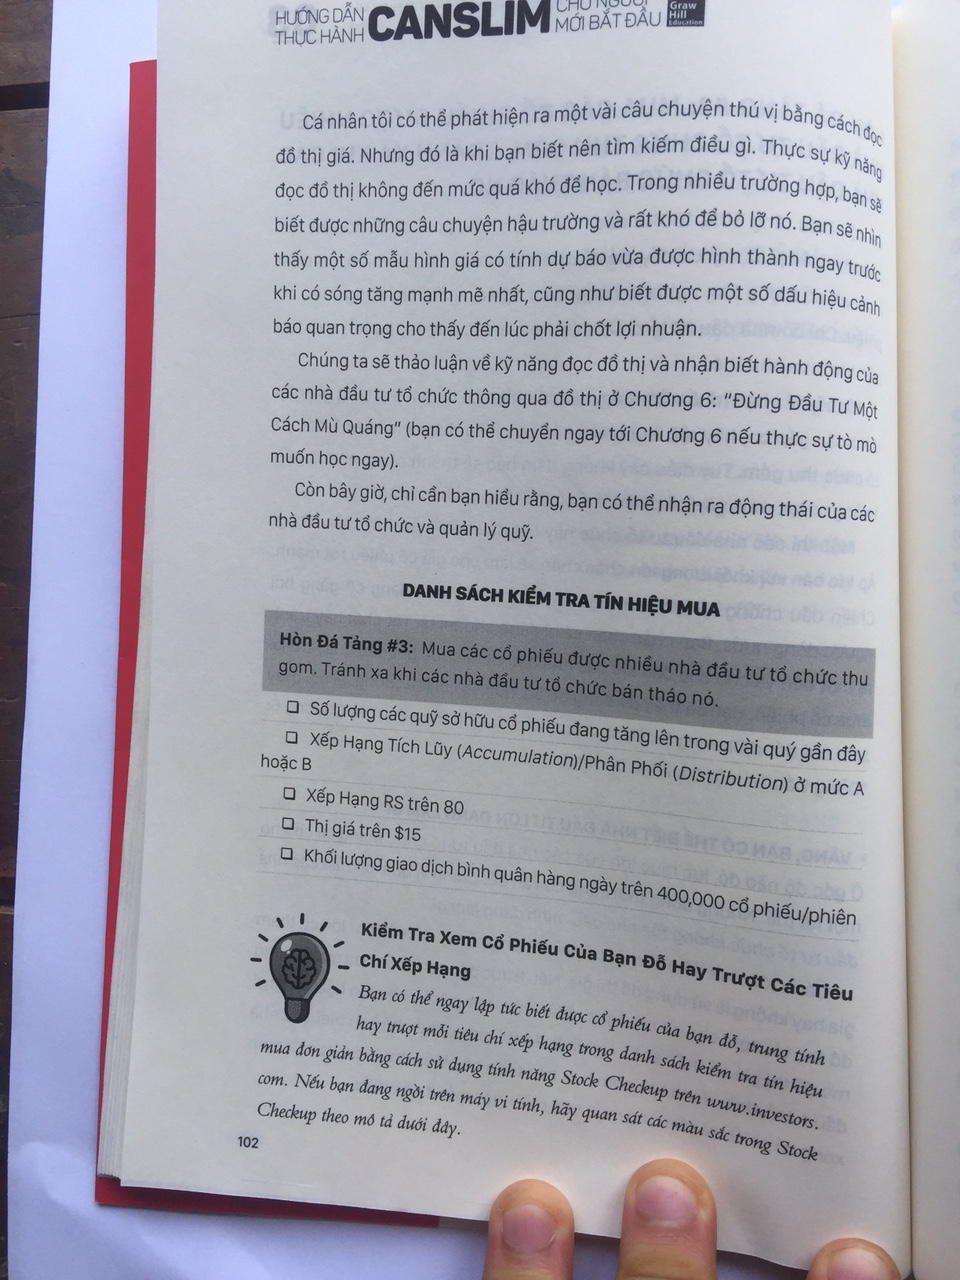 HƯỚNG DẪN
THỰC HÀNH
CANSLIM
CHO NGƯỜI
MỚI BẮT ĐẦU
Graw
Hill
Education
Cá nhân tôi có thể phát hiện ra một vài câu chuyện thú vị bằng cách đọc
đồ thị giá. Nhưng đó là khi bạn biết nên tìm kiếm điều gì. Thực sự kỹ năng
đọc đồ thị không đến mức quá khó để học. Trong nhiều trường hợp, bạn sẽ
biết được những câu chuyện hậu trường và rất khó để bỏ lỡ nó. Bạn sẽ nhìn
thấy một số mẫu hình giá có tính dự báo vừa được hình thành ngay trước
khi có sóng tăng mạnh mẽ nhất, cũng như biết được một số dấu hiệu cảnh
báo quan trọng cho thấy đến lúc phải chốt lợi nhuận.
Chúng ta sẽ thảo luận về kỹ năng đọc đồ thị và nhận biết hành động của
các nhà đầu tư tổ chức thông qua đồ thị ở Chương 6: "Đừng Đầu Tư Một
Cách Mù Quáng" (bạn có thể chuyển ngay tới Chương 6 nếu thực sự tò mò
muốn học ngay).
Còn bây giờ, chỉ cần bạn hiểu rằng, bạn có thể nhận ra động thái của các
nhà đầu tư tổ chức và quản lý quỹ.
DANH SÁCH KIỂM TRA TÍN HIỆU MUA
Hòn Đá Tảng #3: Mua các cổ phiếu được nhiều nhà đầu tư tổ chức thu
gom. Tránh xa khi các nhà đầu tư tổ chức bán tháo nó.
❑ Số lượng các quỹ sở hữu cổ phiếu đang tăng lên trong vài quý gần đây
❑ Xếp Hạng Tích Lũy (Accumulation)/Phân Phối (Distribution) ở mức A
hoặc B
❑ Xếp Hạng RS trên 80
❑ Thị giá trên $15
❑ Khối lượng giao dịch bình quân hàng ngày trên 400,000 cổ phiếu/phiên
Kiểm Tra Xem Cổ Phiếu Của Bạn Đỗ Hay Trượt Các Tiêu
Chí Xếp Hạng
Bạn có thể ngay lập tức biết được cổ phiếu của bạn đỗ, trung tính
hay trượt mỗi tiêu chí xếp hạng trong danh sách kiểm tra tín hiệu
mua đơn giản bằng cách sử dụng tính năng Stock Checkup trên www.investors.
com. Nếu bạn đang ngồi trên máy vi tính, hãy quan sát các màu sắc trong Stock
Checkup theo mô tả dưới đây.
102